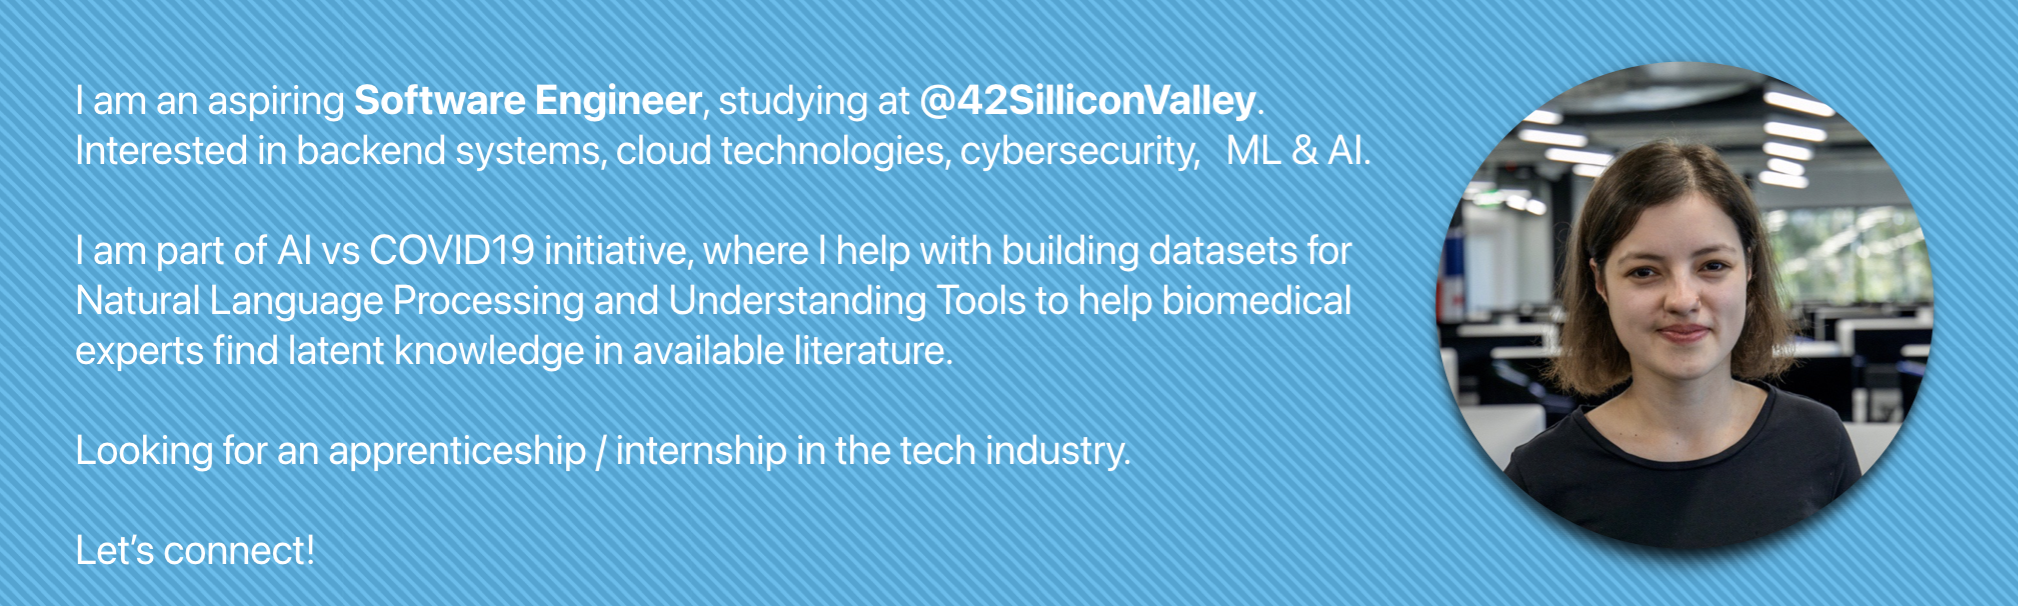 I am an aspiring Software Engineer, studying at @42SilliconValley.
Interested in backend systems, cloud technologies, cybersecurity, ML & AI.
I am part of AI vs COVID19 initiative, where I help with building datasets for
Natural Language Processing and Understanding Tools to help biomedical
experts find latent knowledge in available literature.
Looking for an apprenticeship / internship in the tech industry.
Let’s connect!